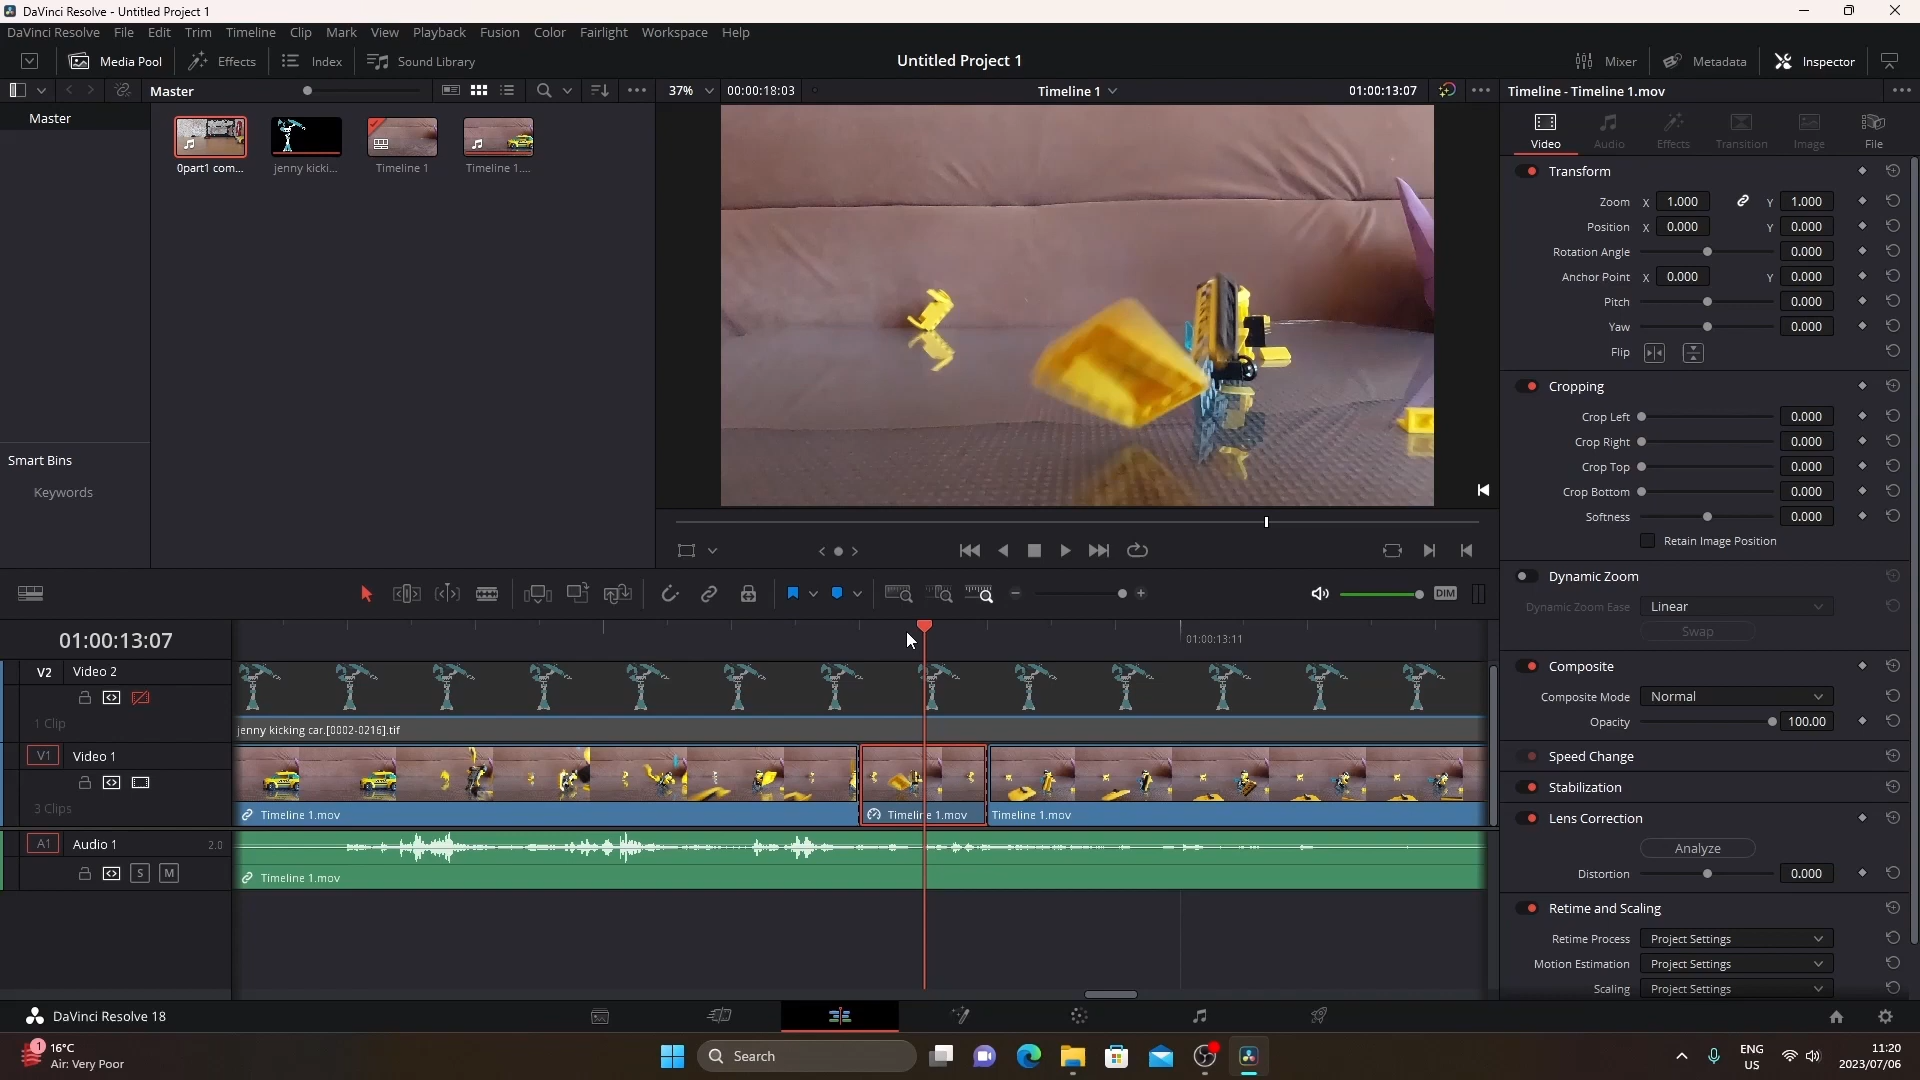 DaVinci Resolve - Untitled Project 1
DaVinci Resolve File Edit Trim Timeline Clip Mark View Playback Fusion Color Fairlight Workspace Help
Media Pool Effects Index Sound Library Untitled Project 1 Mixer Metadata Inspector
Master 37% 00:00:18:03 Timeline 1 01:00:13:07 Timeline - Timeline 1.mov
Master
0part1 com... jenny kicki... Timeline 1 Timeline 1....
Smart Bins
Keywords
Video Audio Effects Transition Image File
Transform
Zoom X 1.000 Y 1.000
Position X 0.000 Y 0.000
Rotation Angle 0.000
Anchor Point X 0.000 Y 0.000
Pitch 0.000
Yaw 0.000
Flip
Cropping
Crop Left 0.000
Crop Right 0.000
Crop Top 0.000
Crop Bottom 0.000
Softness 0.000
Retain Image Position
Dynamic Zoom
Dynamic Zoom Ease Linear
Swap
Composite
Composite Mode Normal
Opacity 100.00
Speed Change
Stabilization
Lens Correction
Analyze
Distortion 0.000
Retime and Scaling
Retime Process Project Settings
Motion Estimation Project Settings
Scaling Project Settings
DIM
01:00:13:07 01:00:13:11
V2 Video 2
1 Clip
jenny kicking car.[0002-0216].tif
V1 Video 1
3 Clips
Timeline 1.mov Timeline 1.mov Timeline 1.mov
A1 Audio 1 2.0
S M
Timeline 1.mov
DaVinci Resolve 18
1 16°C
Air: Very Poor
Search
ENG
US
11:20
2023/07/06